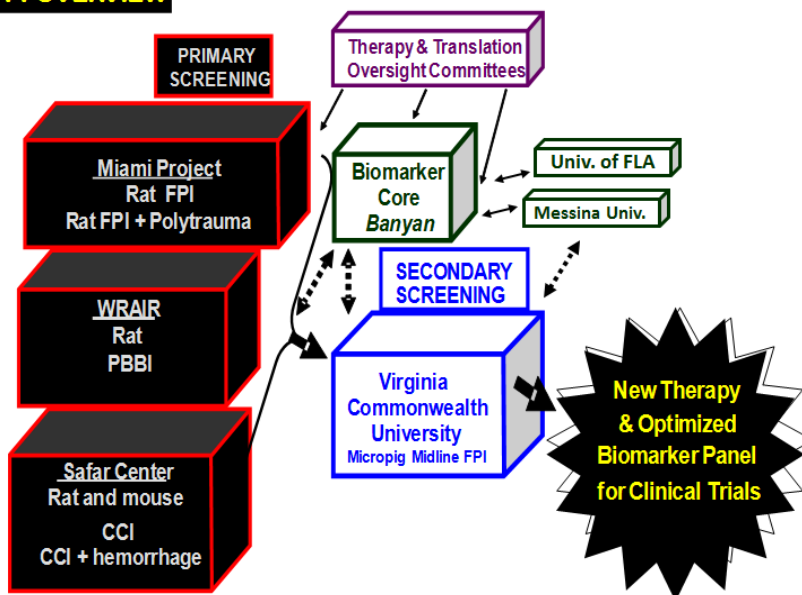 OVERVIEW
PRIMARY
SCREENING
Therapy & Translation
Oversight Committees
Miami Project
Rat FPI
Rat FPI + Polytrauma
Biomarker
Core
Banyan
Univ. of FLA
Messina Univ.
SECONDARY
SCREENING
WRAIR
Rat
PBBI
Virginia
Commonwealth
University
Micropig Midline FPI
New Therapy
& Optimized
Biomarker Panel
for Clinical Trials
Safar Center
Rat and mouse
CCI
CCI + hemorrhage